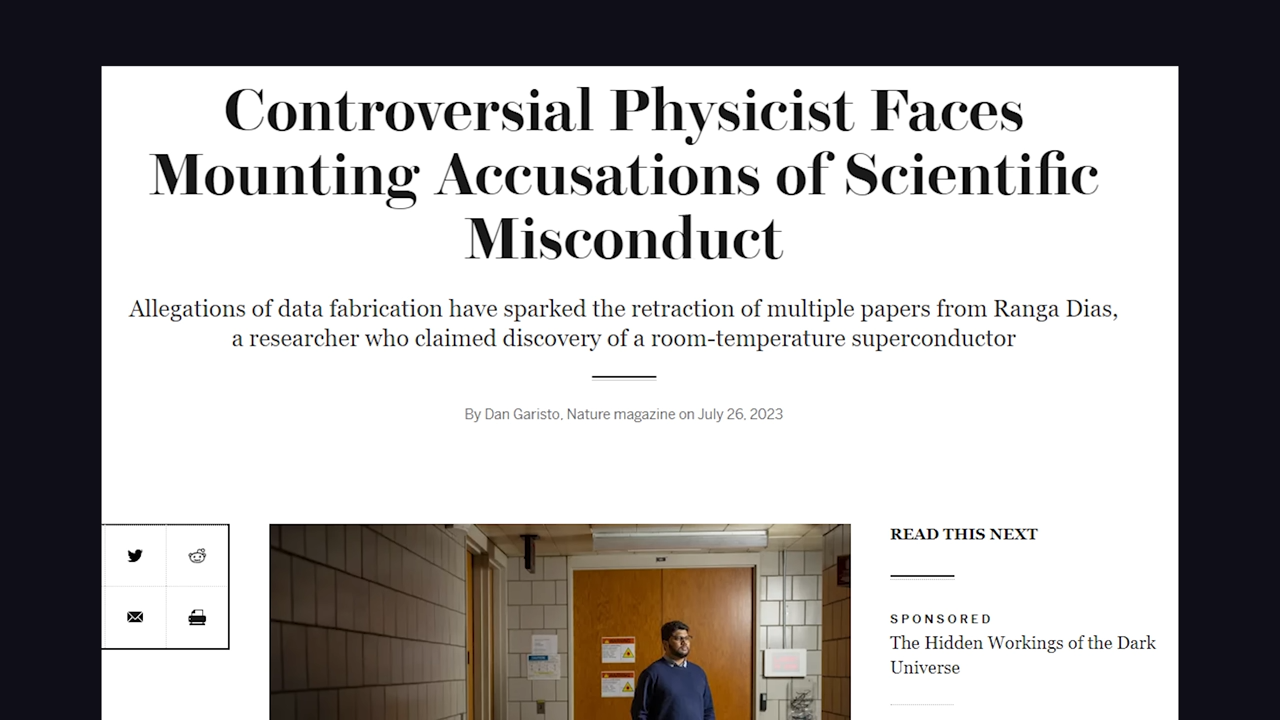 Controversial Physicist Faces
Mounting Accusations of Scientific
Misconduct
Allegations of data fabrication have sparked the retraction of multiple papers from Ranga Dias,
a researcher who claimed discovery of a room-temperature superconductor
By Dan Garisto, Nature magazine on July 26, 2023
READ THIS NEXT
SPONSORED
The Hidden Workings of the Dark
Universe